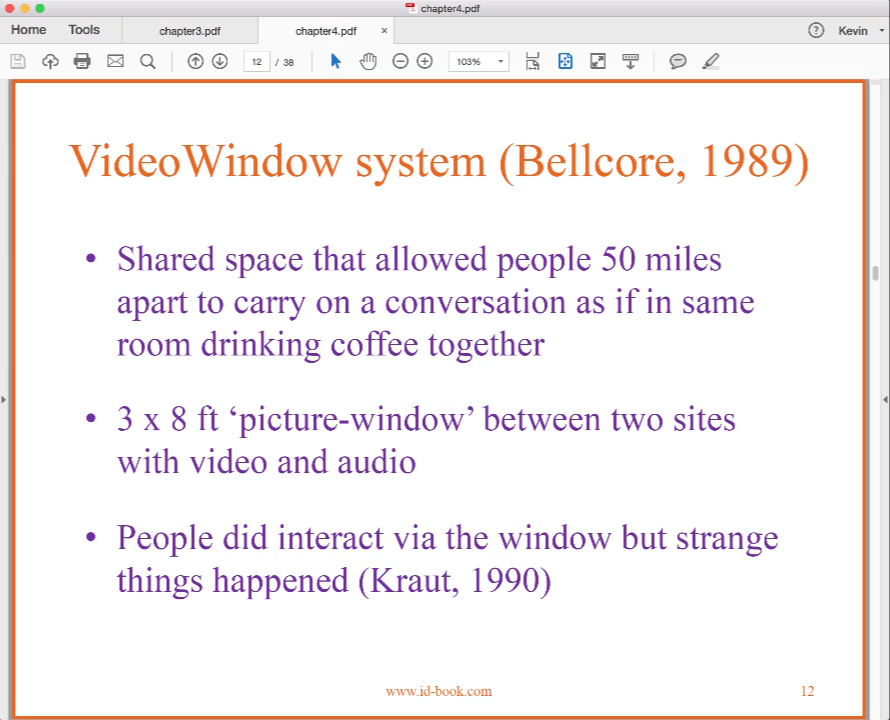 chapter4.pdf
Home Tools chapter3.pdf chapter4.pdf × ? Kevin
12 / 38 103%
VideoWindow system (Bellcore, 1989)
• Shared space that allowed people 50 miles
apart to carry on a conversation as if in same
room drinking coffee together
• 3 x 8 ft ‘picture-window’ between two sites
with video and audio
• People did interact via the window but strange
things happened (Kraut, 1990)
www.id-book.com 12